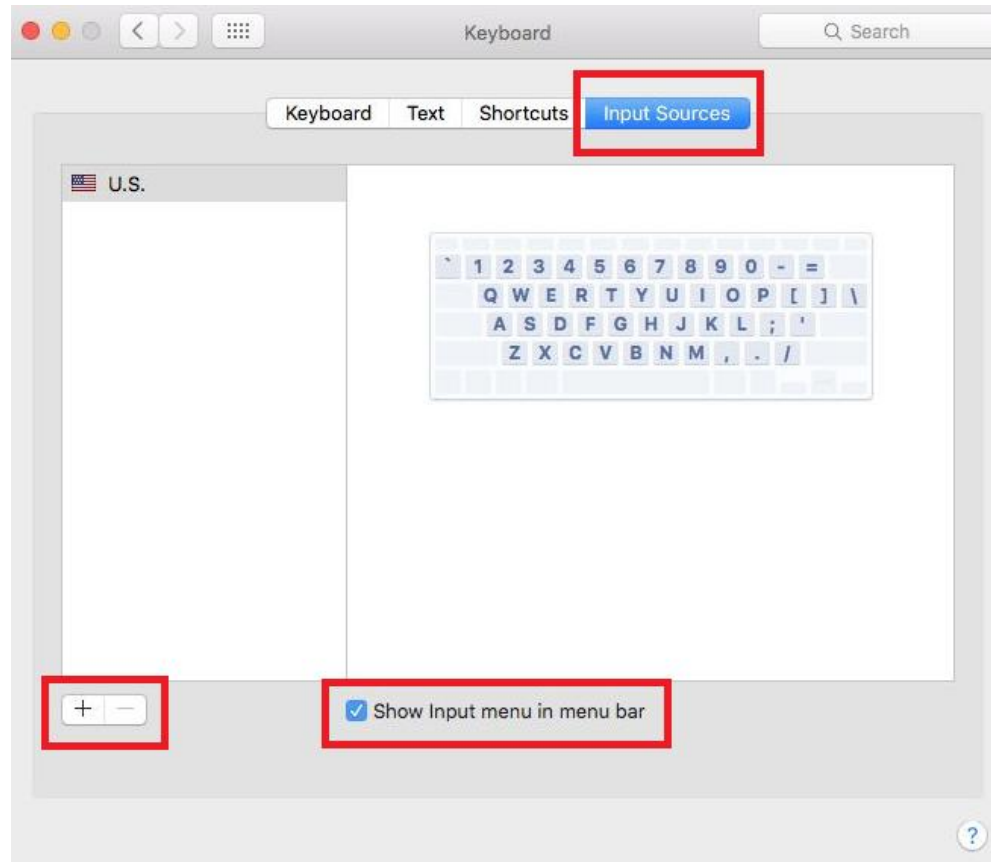 Keyboard
Search
Keyboard Text Shortcuts Input Sources
U.S.
` 1 2 3 4 5 6 7 8 9 0 - =
Q W E R T Y U I O P [ ] \
A S D F G H J K L ; '
Z X C V B N M , . /
+ −
Show Input menu in menu bar
?